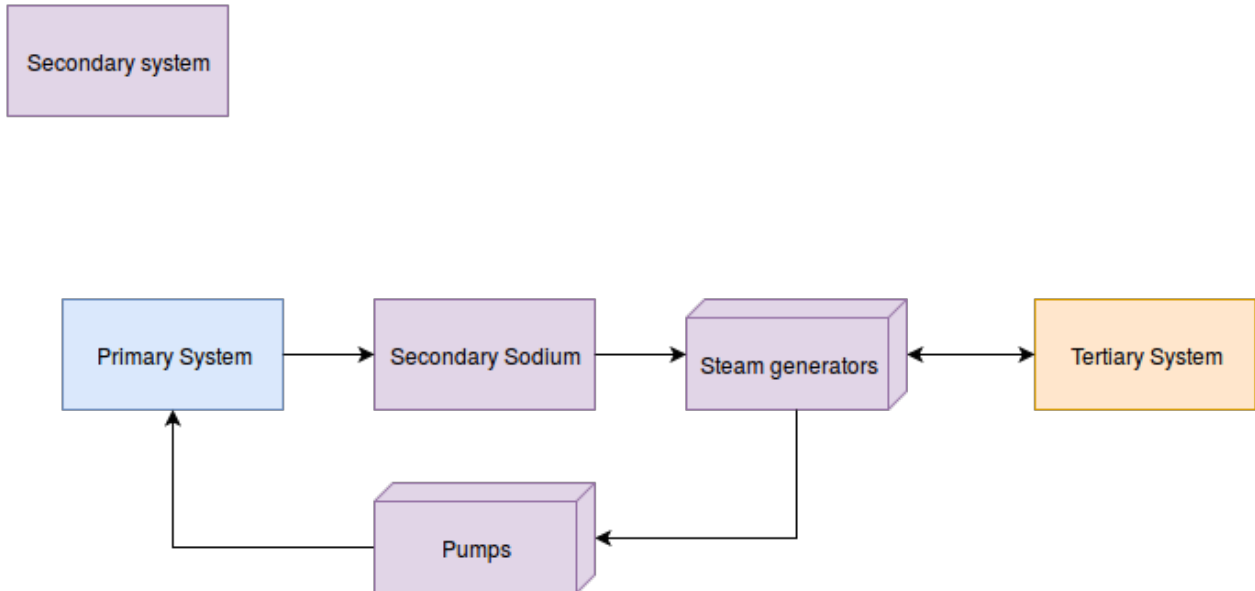 Secondary system
Primary System
Secondary Sodium
Steam generators
Tertiary System
Pumps